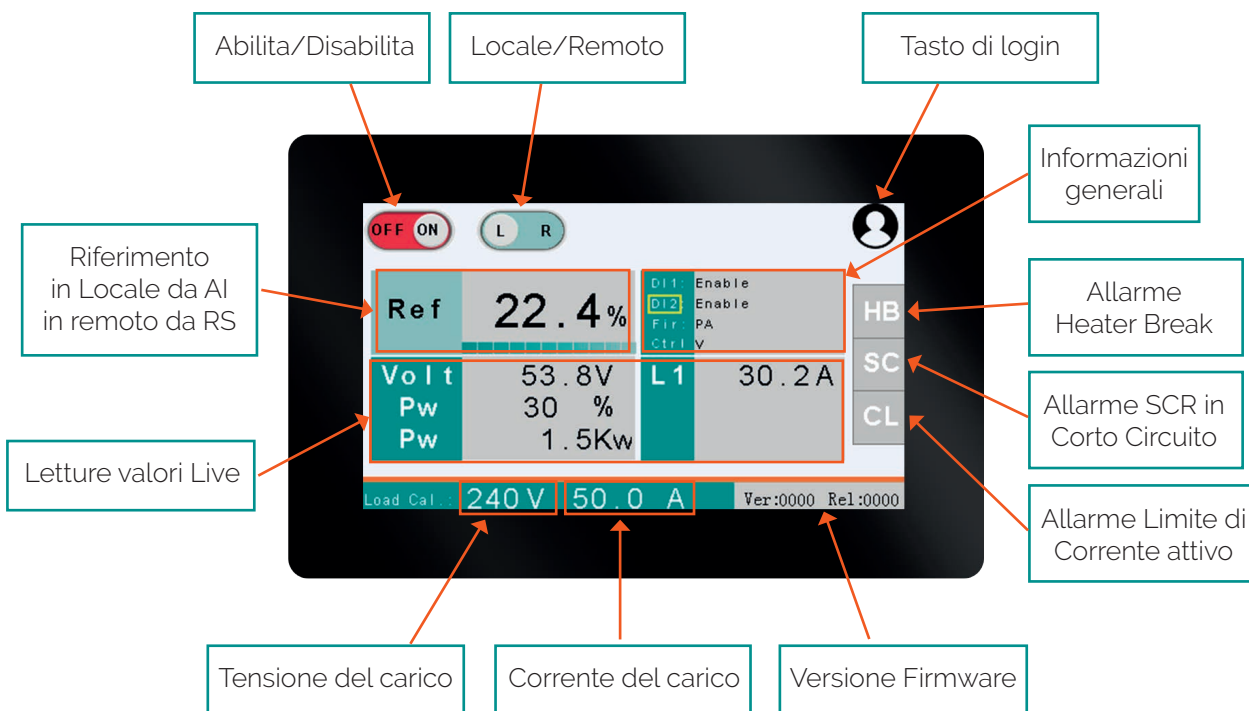 Abilita/Disabilita
Locale/Remoto
Tasto di login
Informazioni
generali
OFF ON
L R
Riferimento
in Locale da AI
in remoto da RS
Ref 22.4%
DI1: Enable
DI2: Enable
Fir: PA
Ctrl V
HB
SC
CL
Allarme
Heater Break
Volt 53.8V
Pw 30 %
Pw 1.5Kw
L1 30.2A
Allarme SCR in
Corto Circuito
Letture valori Live
Load Cal.: 240V 50.0 A Ver:0000 Rel:0000
Allarme Limite di
Corrente attivo
Tensione del carico
Corrente del carico
Versione Firmware